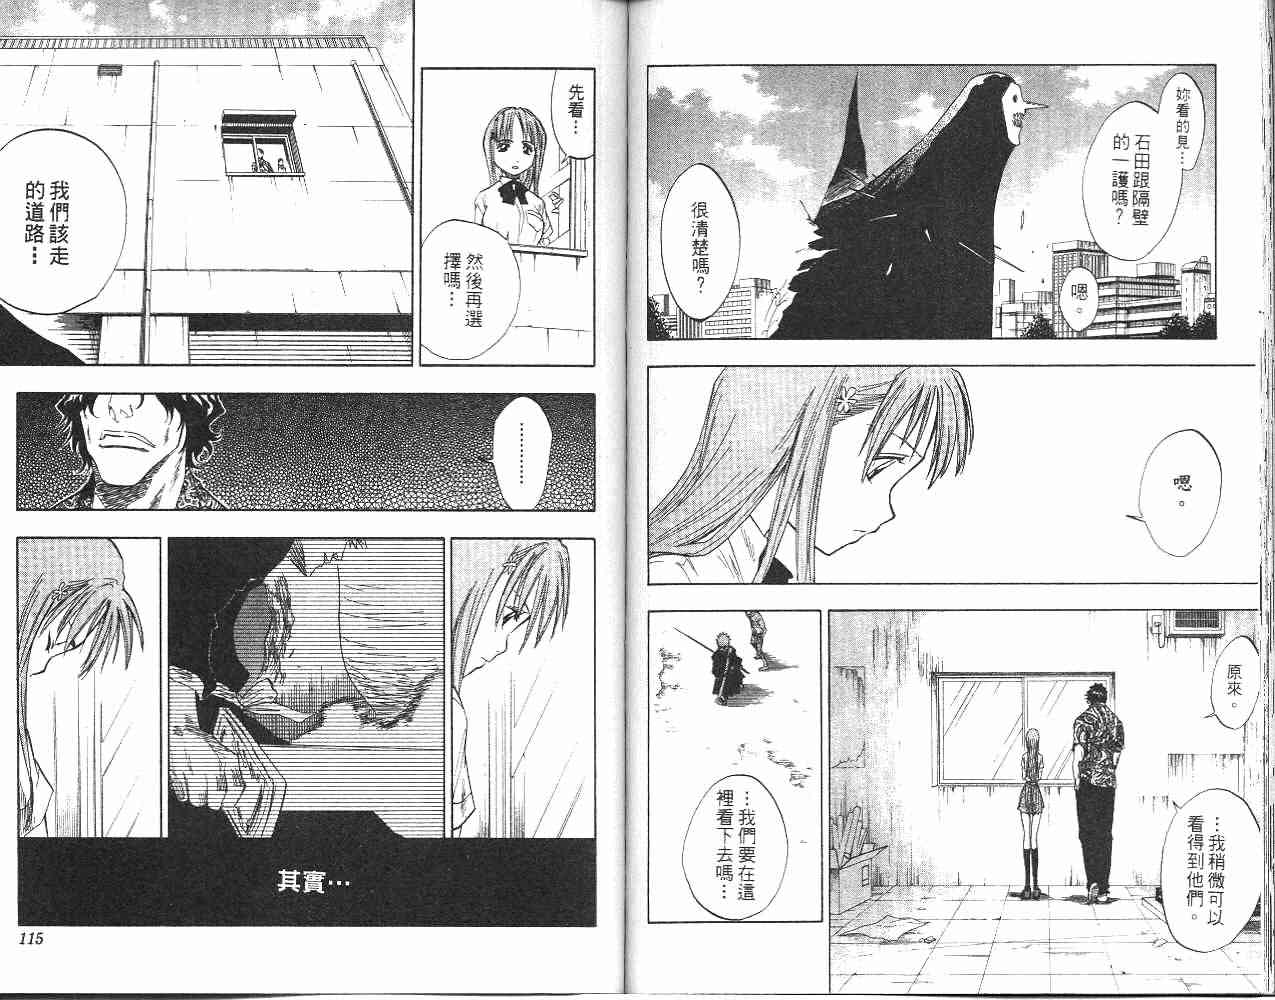 妳看的見…
石田跟隔壁
的一護嗎?
嗯。
很清楚嗎?
嗯。
原來。
…我稍微可以
看得到他們。
…我們要在這
裡看下去嗎…
先看…
然後再選
擇嗎…
我們該走
的道路…
………
其實…
115